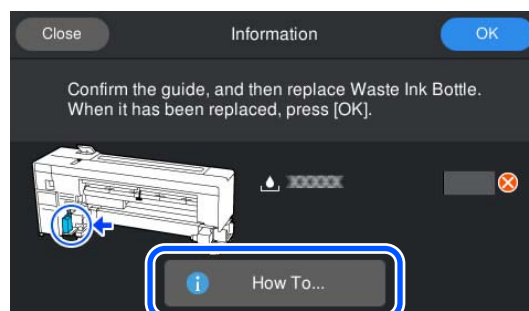 Close
Information
OK
Confirm the guide, and then replace Waste Ink Bottle.
When it has been replaced, press [OK].
XXXXX
How To...